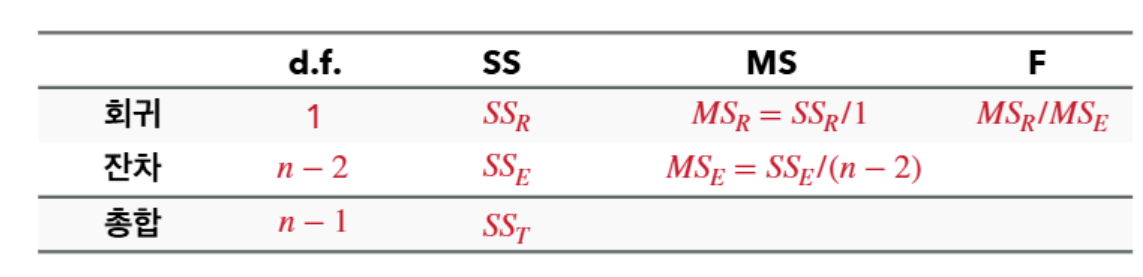 d.f. SS MS F
회귀 1 SS_R MS_R = SS_R/1 MS_R/MS_E
잔차 n − 2 SS_E MS_E = SS_E/(n − 2)
총합 n − 1 SS_T